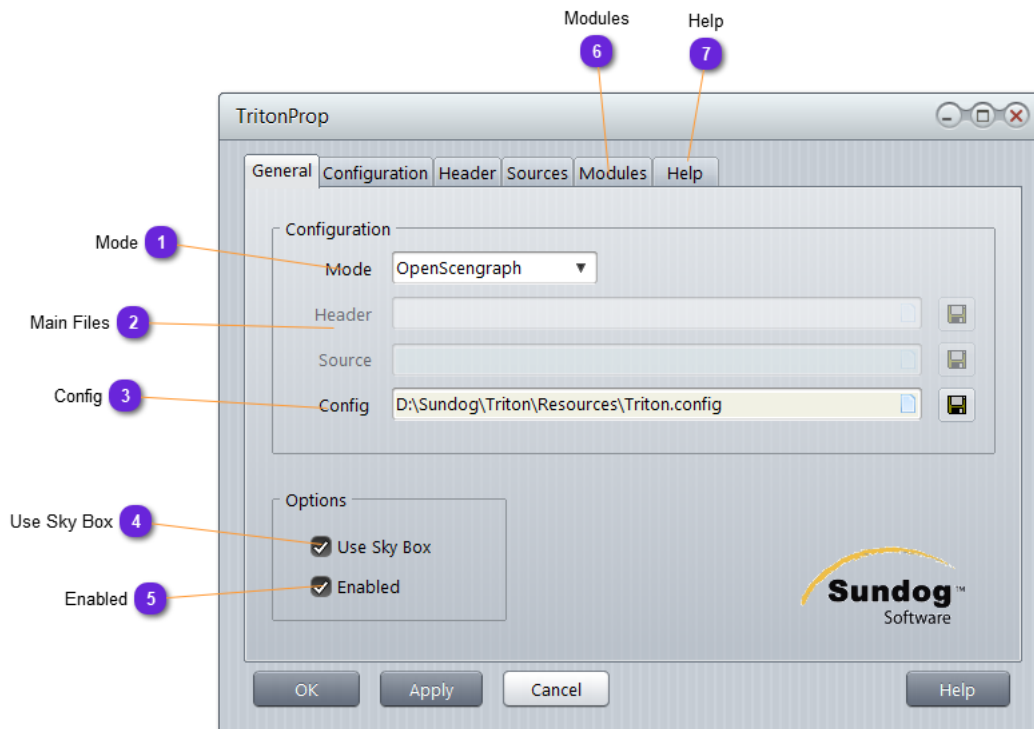 Modules
Help
6
7
TritonProp
General Configuration Header Sources Modules Help
Configuration
Mode 1
Mode OpenScengraph
Header
Main Files 2
Source
Config 3
Config D:\Sundog\Triton\Resources\Triton.config
Options
Use Sky Box 4
Use Sky Box
Enabled 5
Enabled
Sundog™
Software
OK Apply Cancel Help